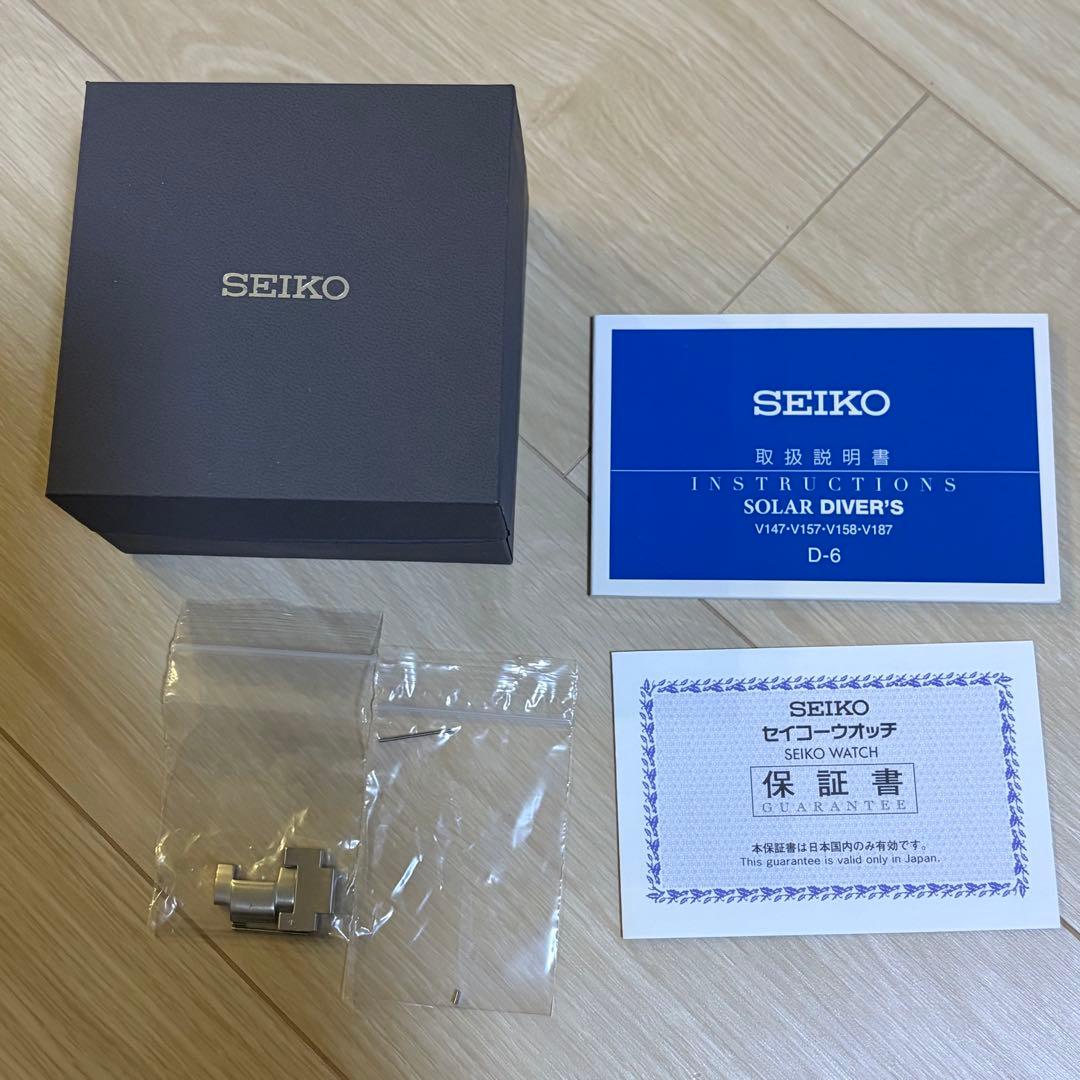 SEIKO
SEIKO
取扱説明書
INSTRUCTIONS
SOLAR DIVER'S
V147・V157・V158・V187
D-6
SEIKO
セイコーウオッチ
SEIKO WATCH
保証書
GUARANTEE
本保証書は日本国内のみ有効です。
This guarantee is valid only in Japan.